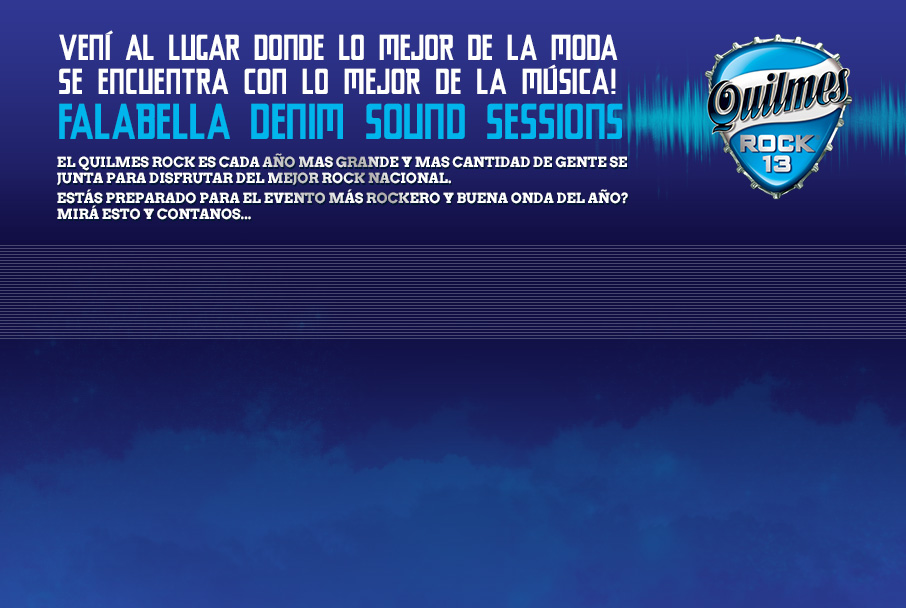 VENÍ AL LUGAR DONDE LO MEJOR DE LA MODA
SE ENCUENTRA CON LO MEJOR DE LA MÚSICA!
FALABELLA DENIM SOUND SESSIONS
EL QUILMES ROCK ES CADA AÑO MAS GRANDE Y MAS CANTIDAD DE GENTE SE
JUNTA PARA DISFRUTAR DEL MEJOR ROCK NACIONAL.
ESTÁS PREPARADO PARA EL EVENTO MÁS ROCKERO Y BUENA ONDA DEL AÑO?
MIRÁ ESTO Y CONTANOS...
Quilmes
ROCK
13